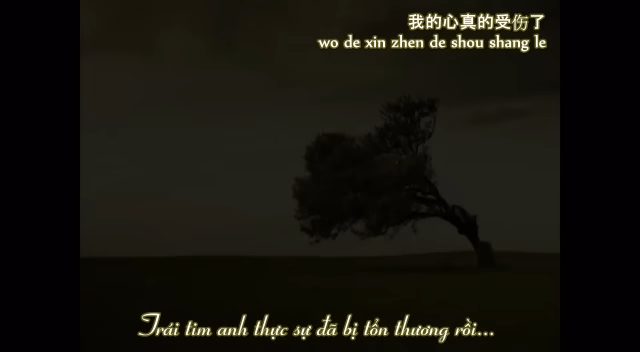 我的心真的受伤了
wo de xin zhen de shou shang le
Trái tim anh thực sự đã bị tổn thương rồi...